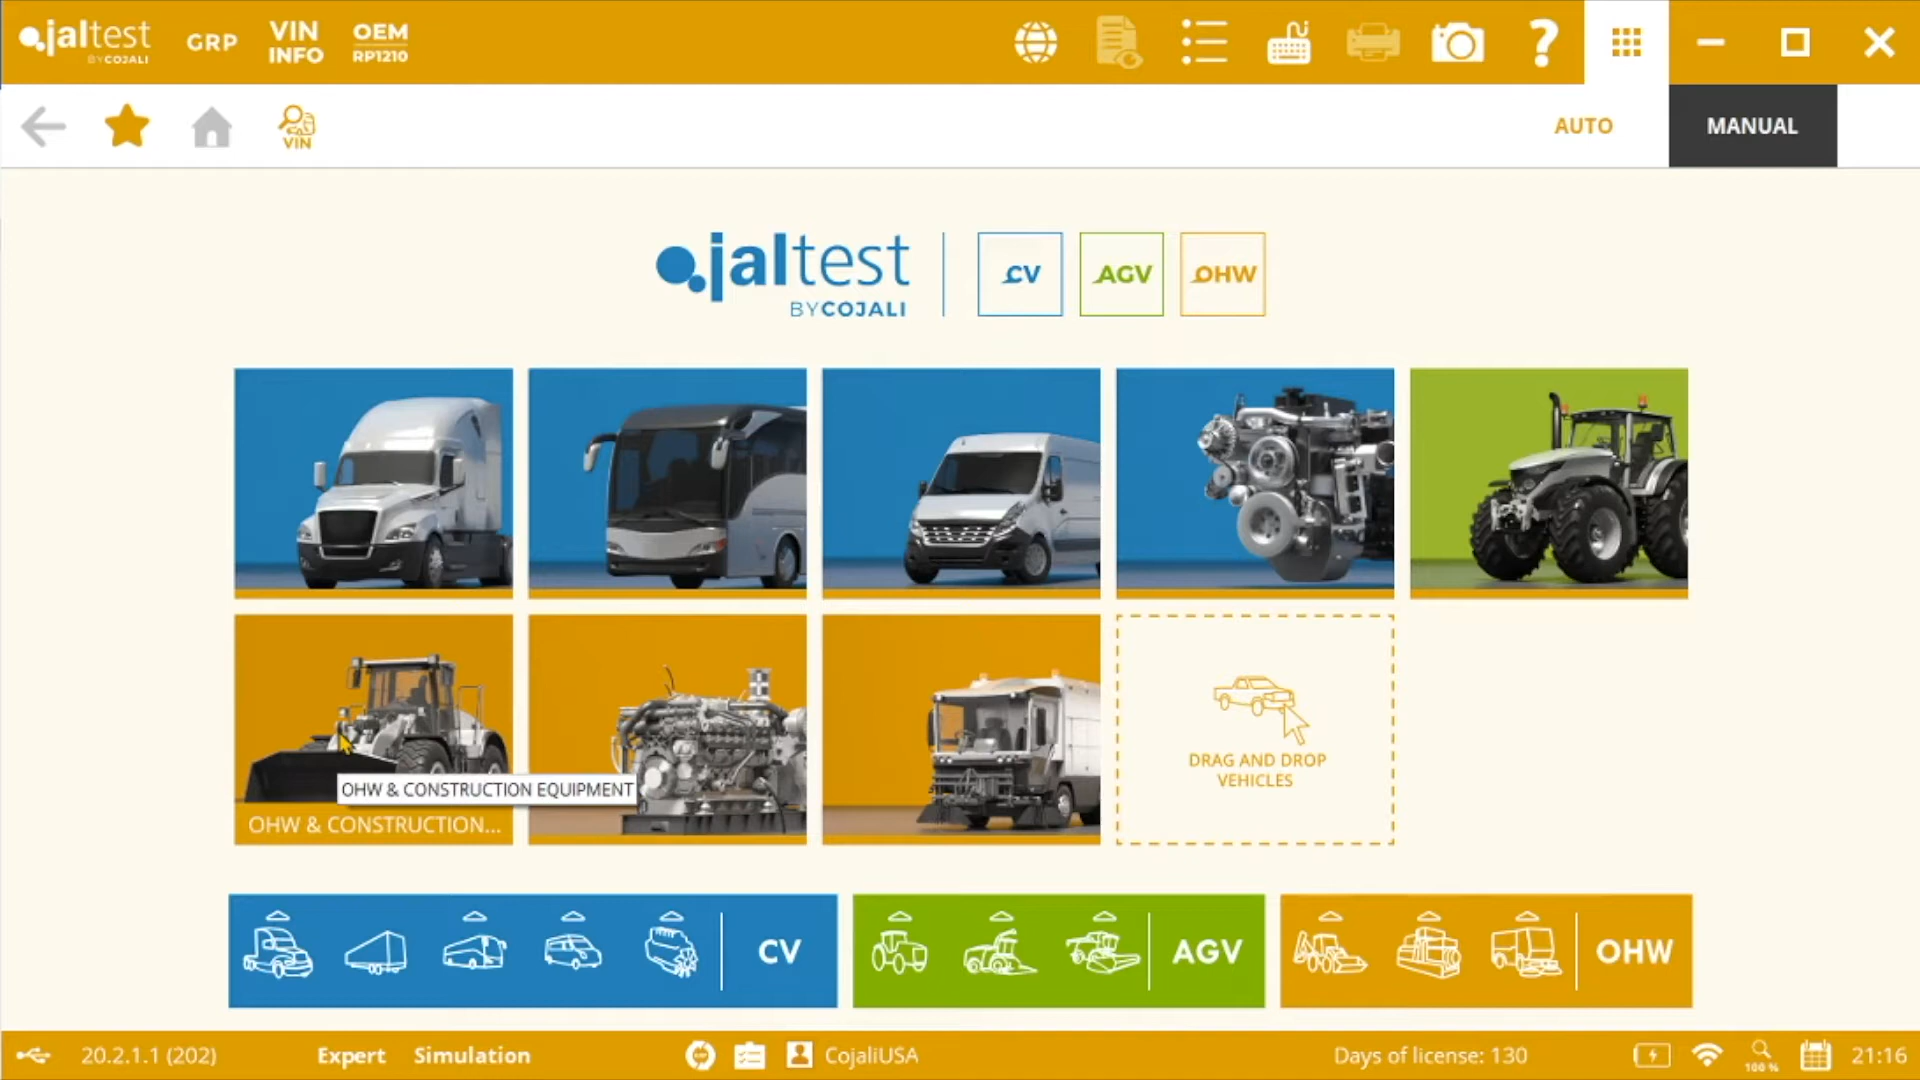 jaltest
BYCOJALI
GRP
VIN
INFO
OEM
RP1210
VIN
AUTO
MANUAL
jaltest
BYCOJALI
CV
AGV
OHW
OHW & CONSTRUCTION EQUIPMENT
OHW & CONSTRUCTION...
DRAG AND DROP
VEHICLES
CV
AGV
OHW
20.2.1.1 (202)
Expert
Simulation
CojaliUSA
Days of license: 130
100 %
21:16